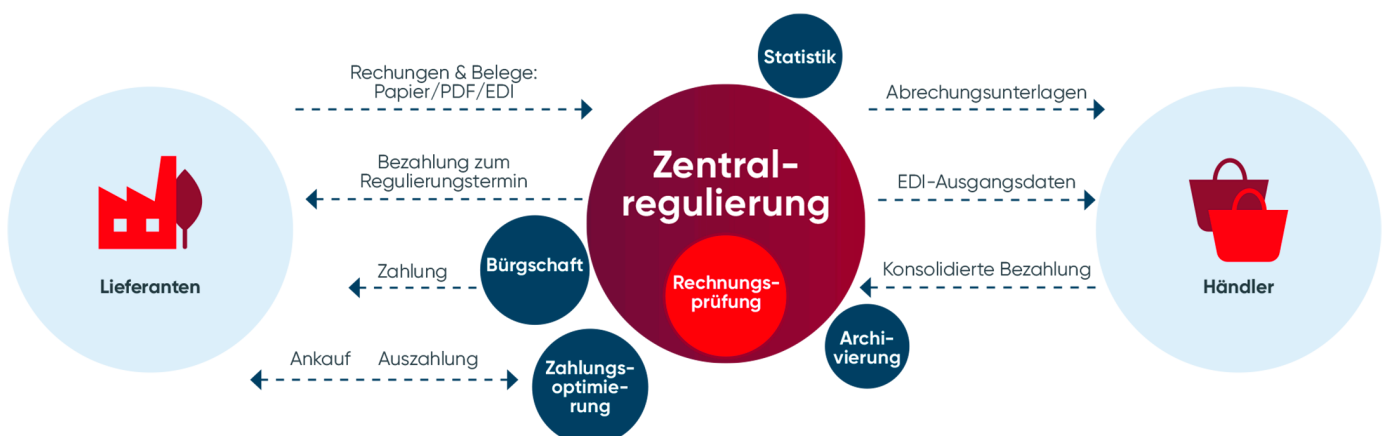 Statistik
Rechungen & Belege:
Papier/PDF/EDI
Abrechungsunterlagen
Zentral-
regulierung
Bezahlung zum
Regulierungstermin
EDI-Ausgangsdaten
Bürgschaft
Zahlung
Konsolidierte Bezahlung
Lieferanten
Rechnungs-
prüfung
Händler
Archi-
vierung
Ankauf Auszahlung
Zahlungs-
optimie-
rung